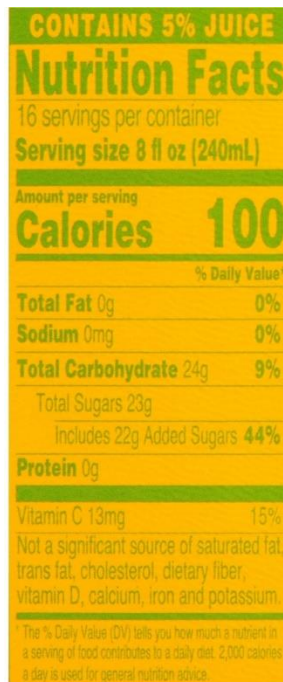 CONTAINS 5% JUICE
Nutrition Facts
16 servings per container
Serving size 8 fl oz (240mL)
Amount per serving
Calories 100
% Daily Value*
Total Fat 0g 0%
Sodium 0mg 0%
Total Carbohydrate 24g 9%
Total Sugars 23g
Includes 22g Added Sugars 44%
Protein 0g
Vitamin C 13mg 15%
Not a significant source of saturated fat,
trans fat, cholesterol, dietary fiber,
vitamin D, calcium, iron and potassium.
* The % Daily Value (DV) tells you how much a nutrient in
a serving of food contributes to a daily diet. 2,000 calories
a day is used for general nutrition advice.